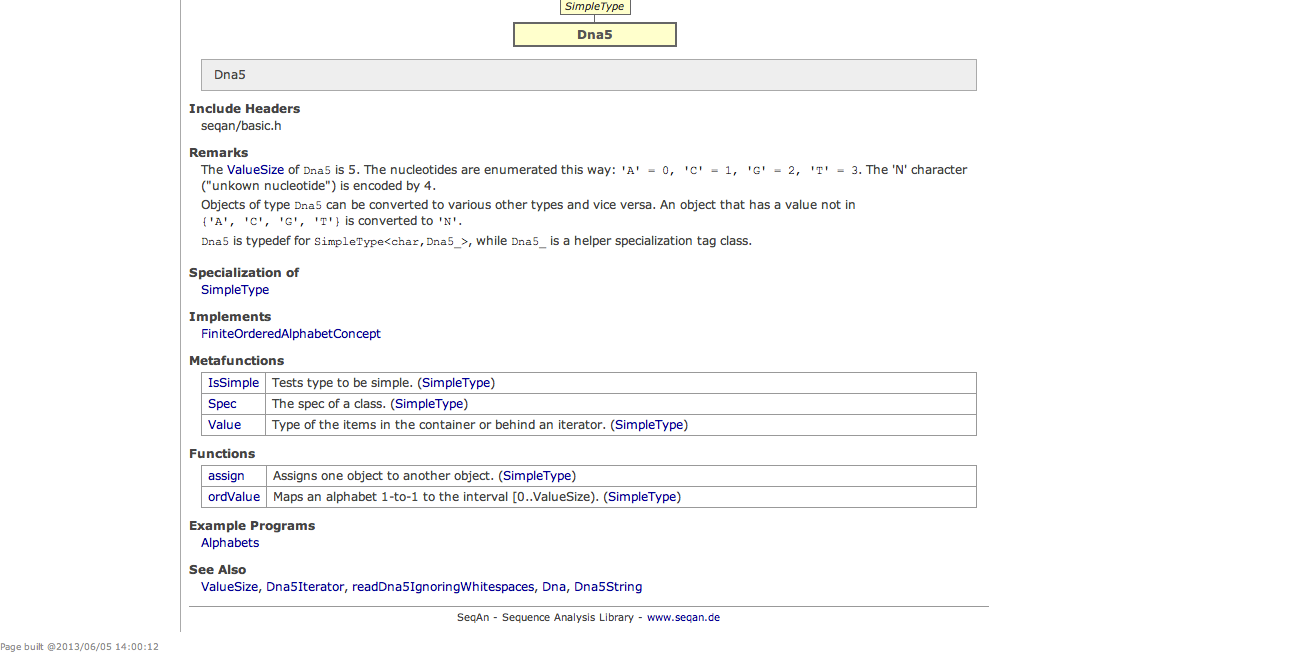 SimpleType
Dna5
Dna5
Include Headers
seqan/basic.h
Remarks
The ValueSize of Dna5 is 5. The nucleotides are enumerated this way: 'A' = 0, 'C' = 1, 'G' = 2, 'T' = 3. The 'N' character
("unkown nucleotide") is encoded by 4.
Objects of type Dna5 can be converted to various other types and vice versa. An object that has a value not in
{'A', 'C', 'G', 'T'} is converted to 'N'.
Dna5 is typedef for SimpleType<char,Dna5_>, while Dna5_ is a helper specialization tag class.
Specialization of
SimpleType
Implements
FiniteOrderedAlphabetConcept
Metafunctions
IsSimple Tests type to be simple. (SimpleType)
Spec The spec of a class. (SimpleType)
Value Type of the items in the container or behind an iterator. (SimpleType)
Functions
assign Assigns one object to another object. (SimpleType)
ordValue Maps an alphabet 1-to-1 to the interval [0..ValueSize). (SimpleType)
Example Programs
Alphabets
See Also
ValueSize, Dna5Iterator, readDna5IgnoringWhitespaces, Dna, Dna5String
SeqAn - Sequence Analysis Library - www.seqan.de
Page built @2013/06/05 14:00:12